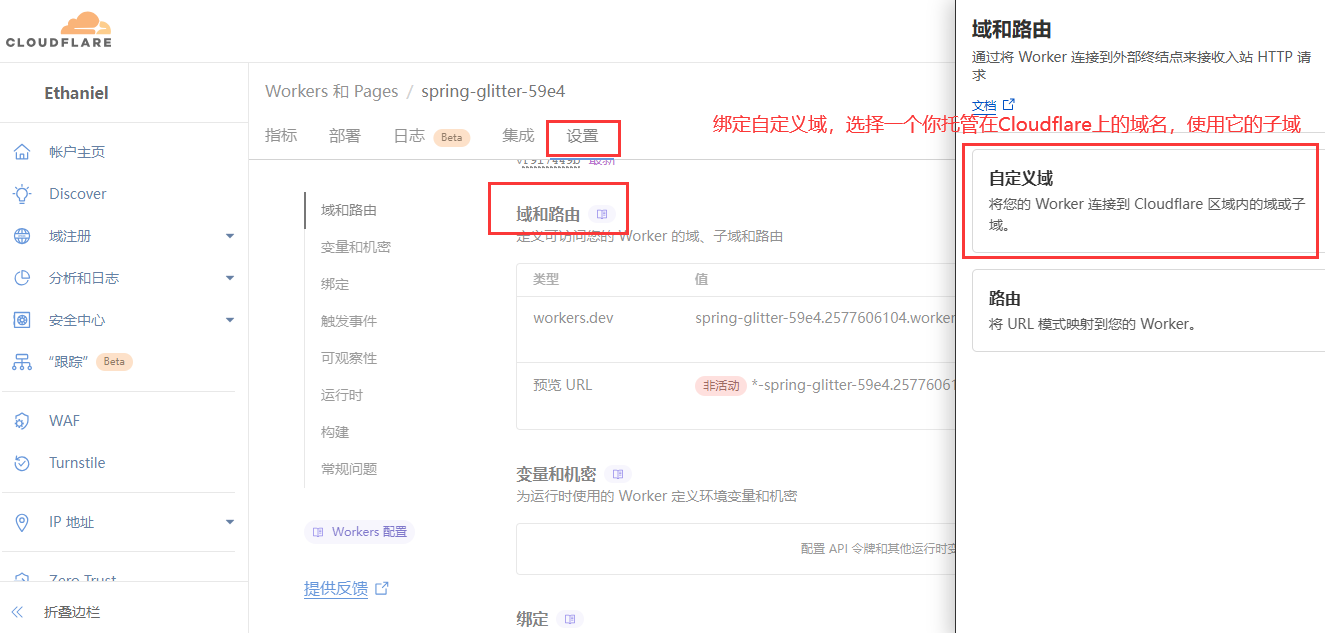 CLOUDFLARE
Ethaniel
帐户主页
Discover
域注册
分析和日志
安全中心
“跟踪” Beta
WAF
Turnstile
IP 地址
Zero Trust
折叠边栏
Workers 和 Pages / spring-glitter-59e4
指标 部署 日志 Beta 集成 设置
最新
域和路由
变量和机密
绑定
触发事件
可观察性
运行时
构建
常规问题
Workers 配置
提供反馈
域和路由
定义可访问您的 Worker 的域、子域和路由
类型 值
workers.dev spring-glitter-59e4.2577606104.worker
预览 URL 非活动 *-spring-glitter-59e4.25776061
变量和机密
为运行时使用的 Worker 定义环境变量和机密
配置 API 令牌和其他运行时变
绑定
域和路由
通过将 Worker 连接到外部终结点来接收入站 HTTP 请
求
文档
绑定自定义域，选择一个你托管在Cloudflare上的域名，使用它的子域
自定义域
将您的 Worker 连接到 Cloudflare 区域内的域或子
域。
路由
将 URL 模式映射到您的 Worker。